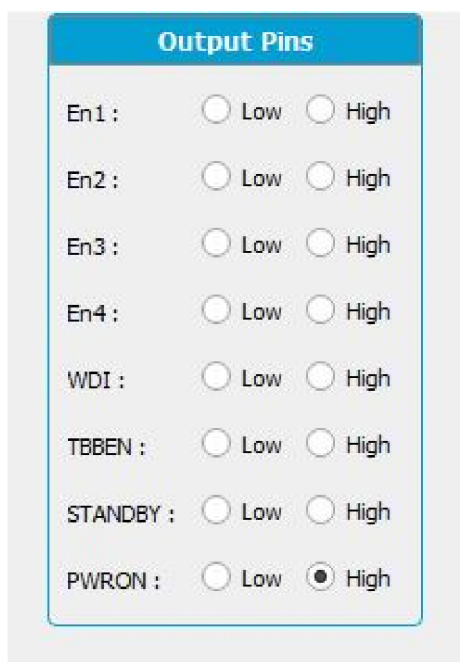 Output Pins
En1 : Low High
En2 : Low High
En3 : Low High
En4 : Low High
WDI : Low High
TBBEN : Low High
STANDBY : Low High
PWRON : Low High